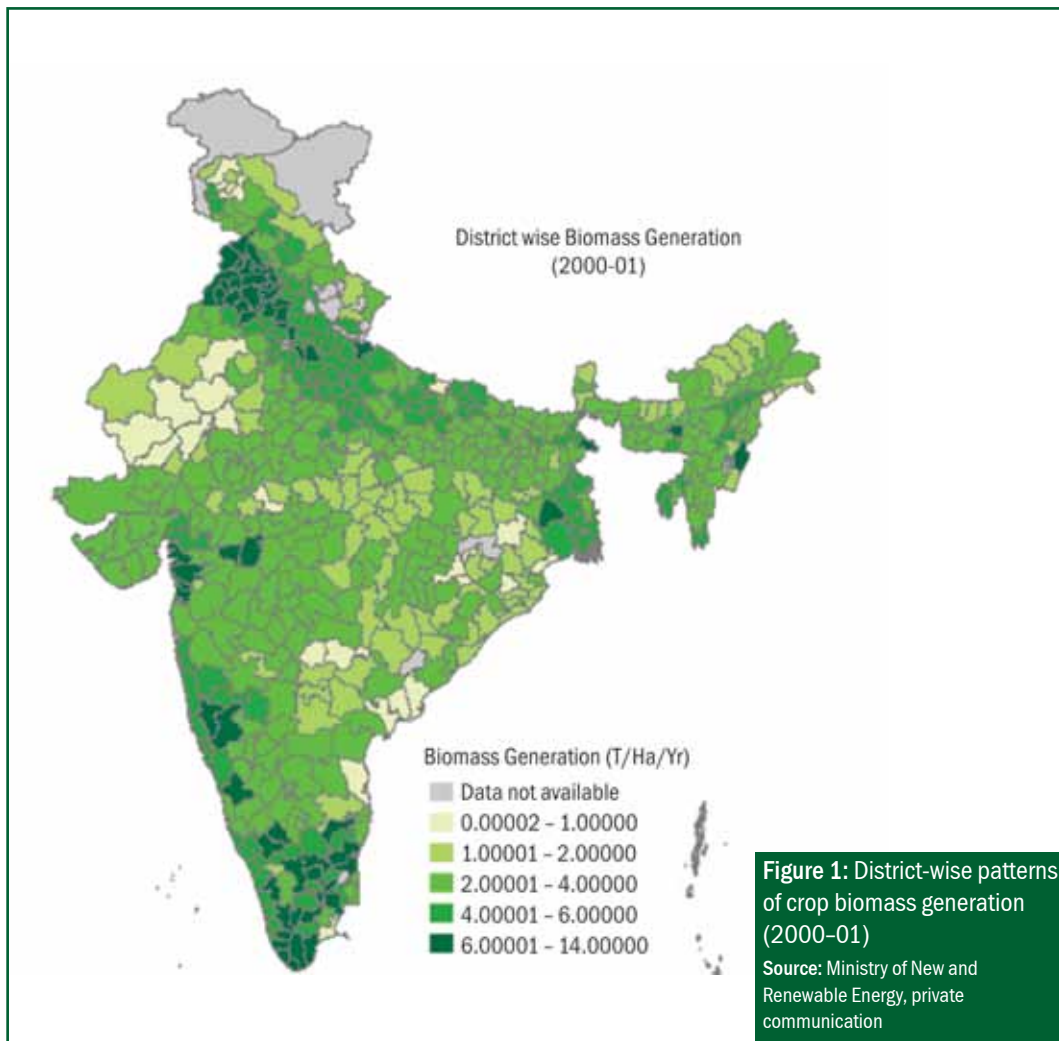 District wise Biomass Generation
(2000-01)
Biomass Generation (T/Ha/Yr)
Data not available
0.00002 – 1.00000
1.00001 – 2.00000
2.00001 – 4.00000
4.00001 – 6.00000
6.00001 – 14.00000
Figure 1: District-wise patterns
of crop biomass generation
(2000–01)
Source: Ministry of New and
Renewable Energy, private
communication